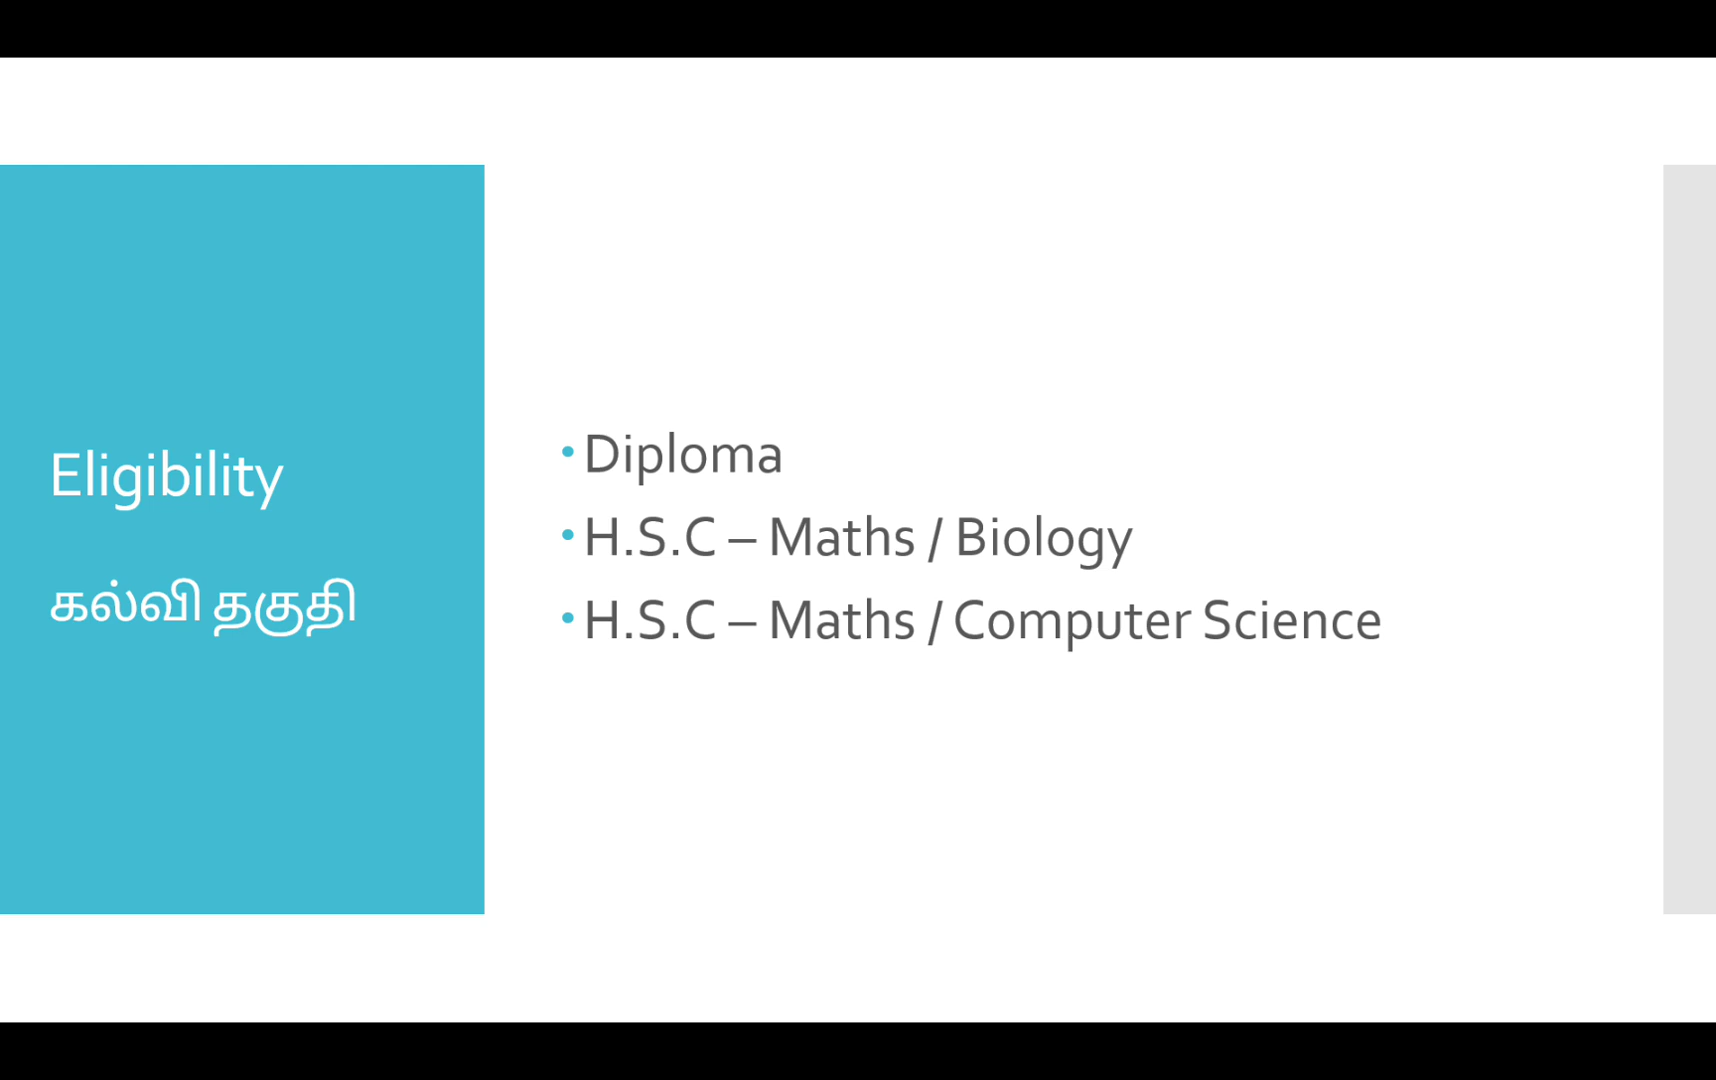 Eligibility
கல்வி தகுதி
Diploma
H.S.C – Maths / Biology
H.S.C – Maths / Computer Science